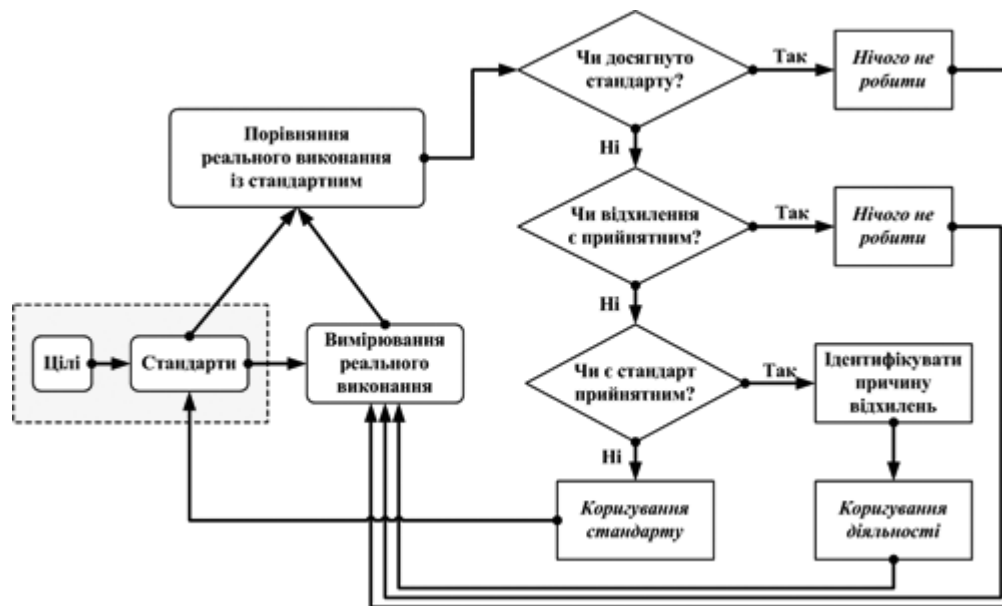 Чи досягнуто
стандарту?
Так
Нічого не
робити
Порівняння
реального виконання
із стандартним
Ні
Чи відхилення
є прийнятним?
Так
Нічого не
робити
Ні
Цілі
Стандарти
Вимірювання
реального
виконання
Чи є стандарт
прийнятним?
Так
Ідентифікувати
причину
відхилень
Ні
Коригування
стандарту
Коригування
діяльності